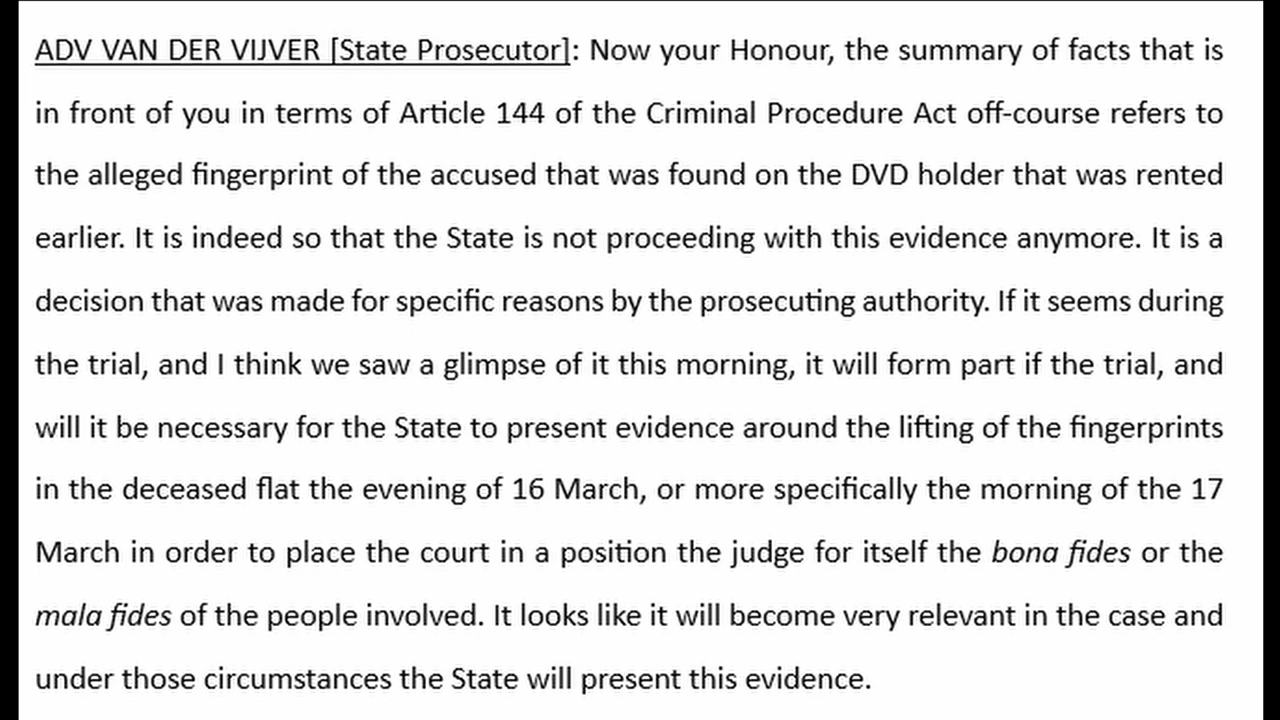 ADV VAN DER VIJVER [State Prosecutor]: Now your Honour, the summary of facts that is
in front of you in terms of Article 144 of the Criminal Procedure Act off-course refers to
the alleged fingerprint of the accused that was found on the DVD holder that was rented
earlier. It is indeed so that the State is not proceeding with this evidence anymore. It is a
decision that was made for specific reasons by the prosecuting authority. If it seems during
the trial, and I think we saw a glimpse of it this morning, it will form part if the trial, and
will it be necessary for the State to present evidence around the lifting of the fingerprints
in the deceased flat the evening of 16 March, or more specifically the morning of the 17
March in order to place the court in a position the judge for itself the bona fides or the
mala fides of the people involved. It looks like it will become very relevant in the case and
under those circumstances the State will present this evidence.